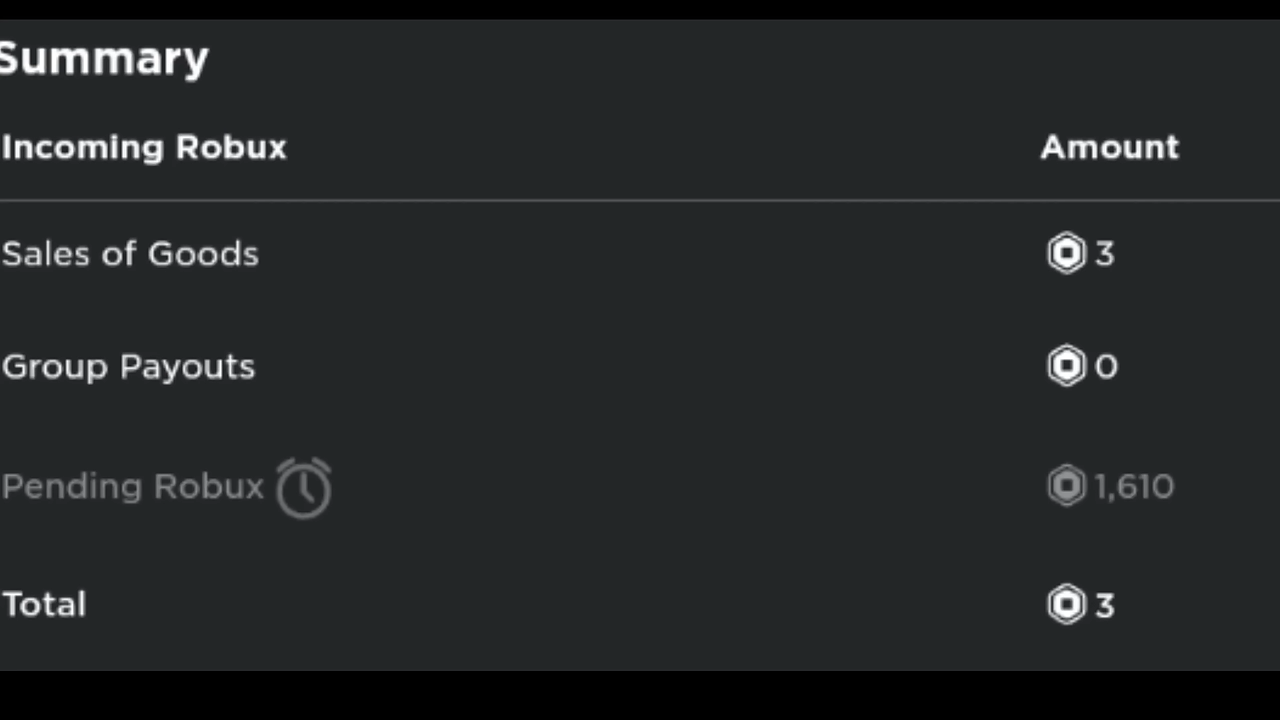 Summary
Incoming Robux Amount
Sales of Goods 3
Group Payouts 0
Pending Robux 1,610
Total 3